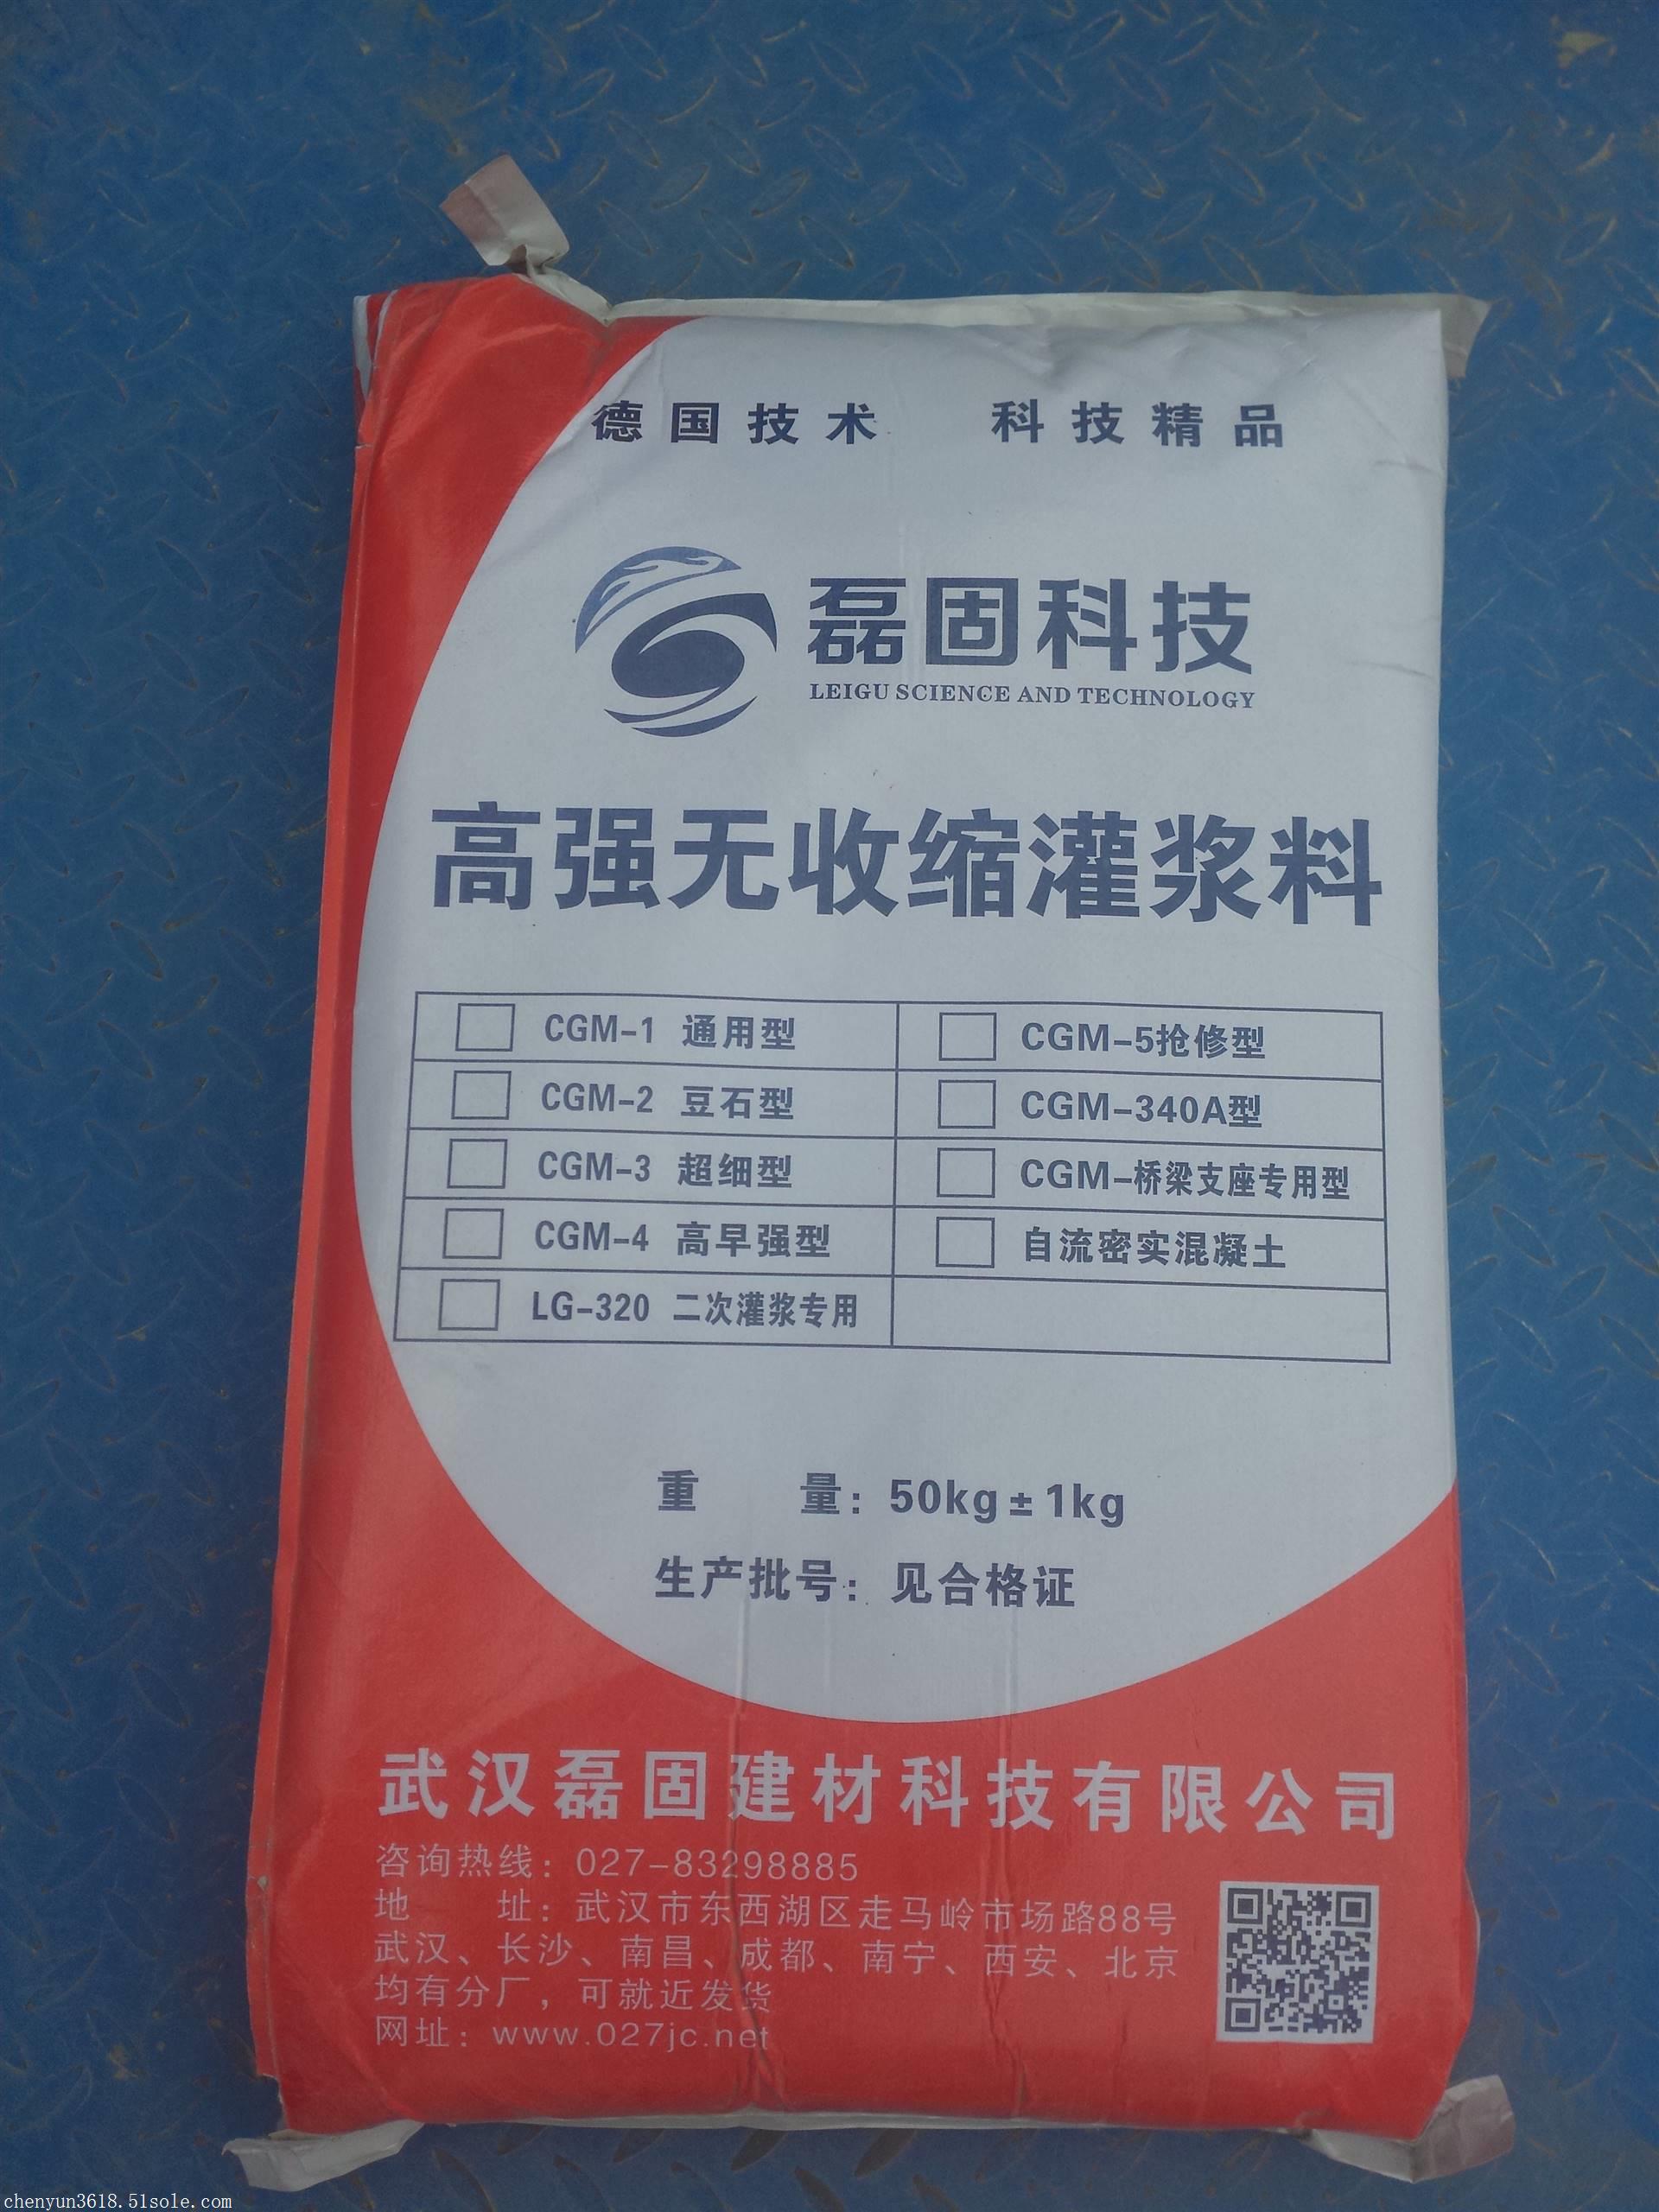 德国技术 科技精品
磊固科技
LEIGU SCIENCE AND TECHNOLOGY
高强无收缩灌浆料
CGM-1 通用型 CGM-5抢修型
CGM-2 豆石型 CGM-340A型
CGM-3 超细型 CGM-桥梁支座专用型
CGM-4 高早强型 自流密实混凝土
LG-320 二次灌浆专用
重 量：50kg±1kg
生产批号：见合格证
武汉磊固建材科技有限公司
咨询热线：027-83298885
地 址：武汉市东西湖区走马岭市场路88号
武汉、长沙、南昌、成都、南宁、西安、北京
均有分厂，可就近发货
网址：www.027jc.net
chenyun3618.51sole.com